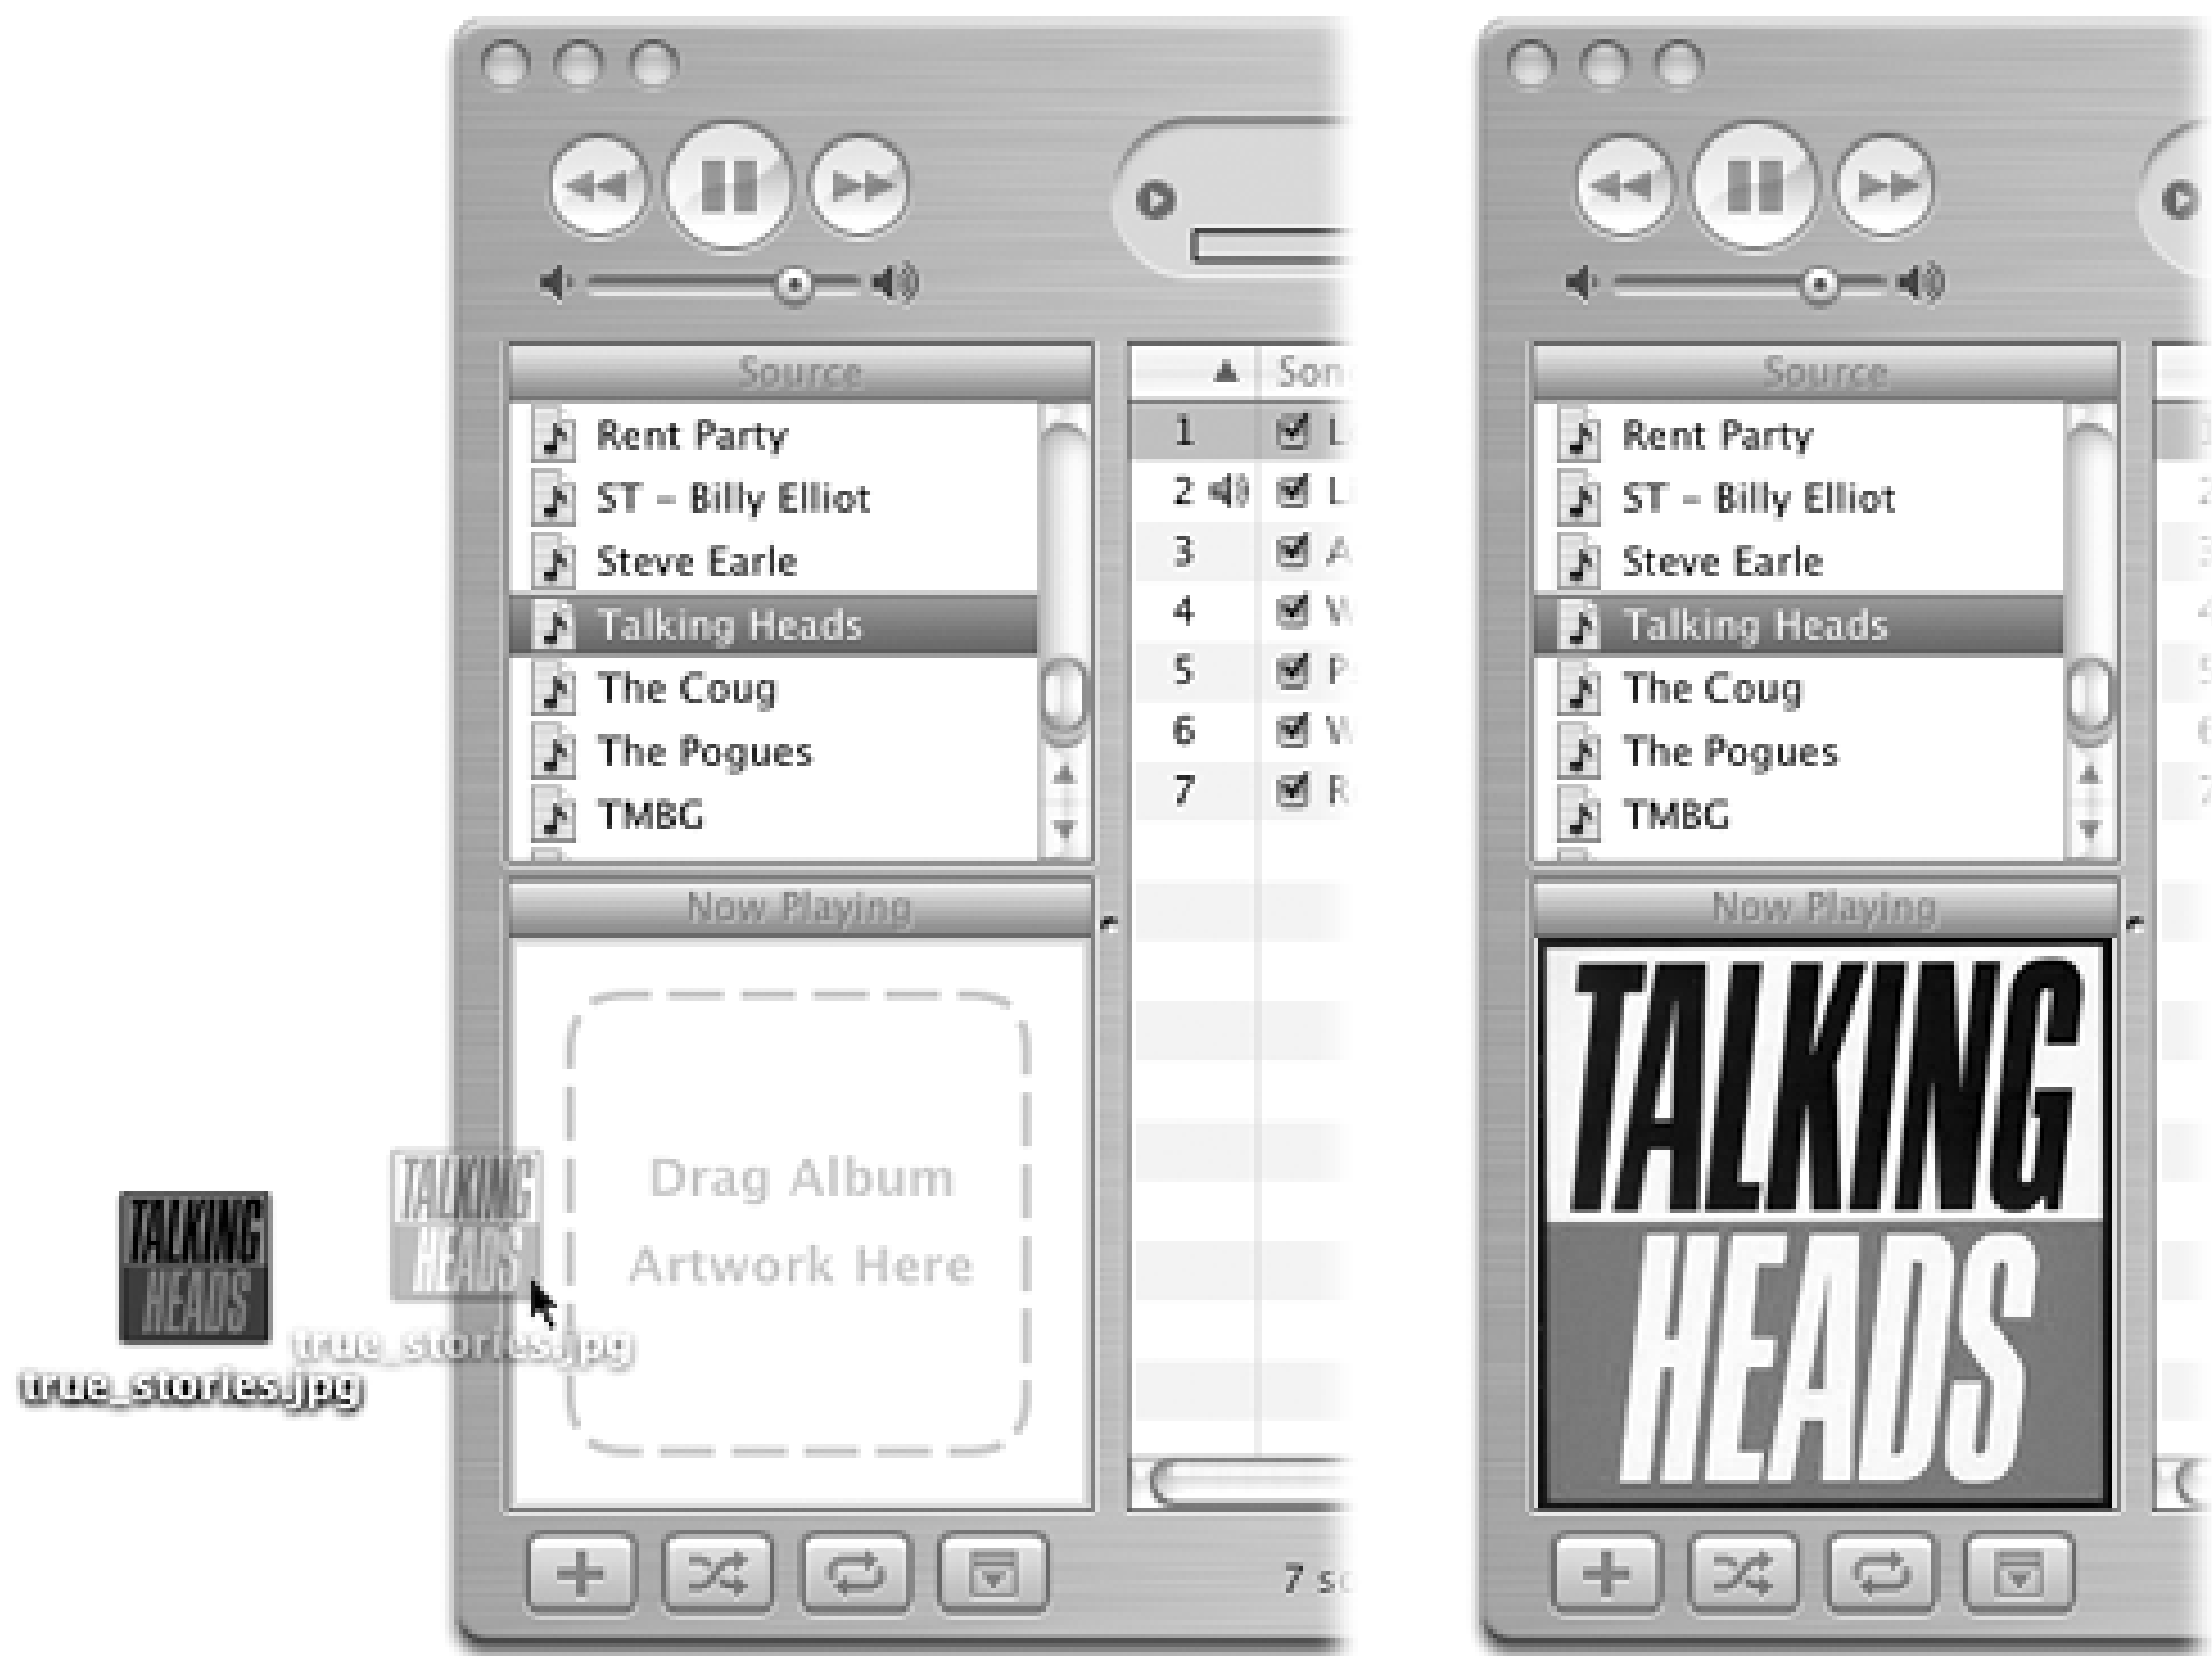 Source
Rent Party
ST – Billy Elliot
Steve Earle
Talking Heads
The Coug
The Pogues
TMBG
Now Playing
Drag Album
Artwork Here
1
2
3
4
5
6
7
7
TALKING
HEADS
true_stories.jpg
TALKING
HEADS
true_stories.jpg
Source
Rent Party
ST – Billy Elliot
Steve Earle
Talking Heads
The Coug
The Pogues
TMBG
Now Playing
TALKING
HEADS